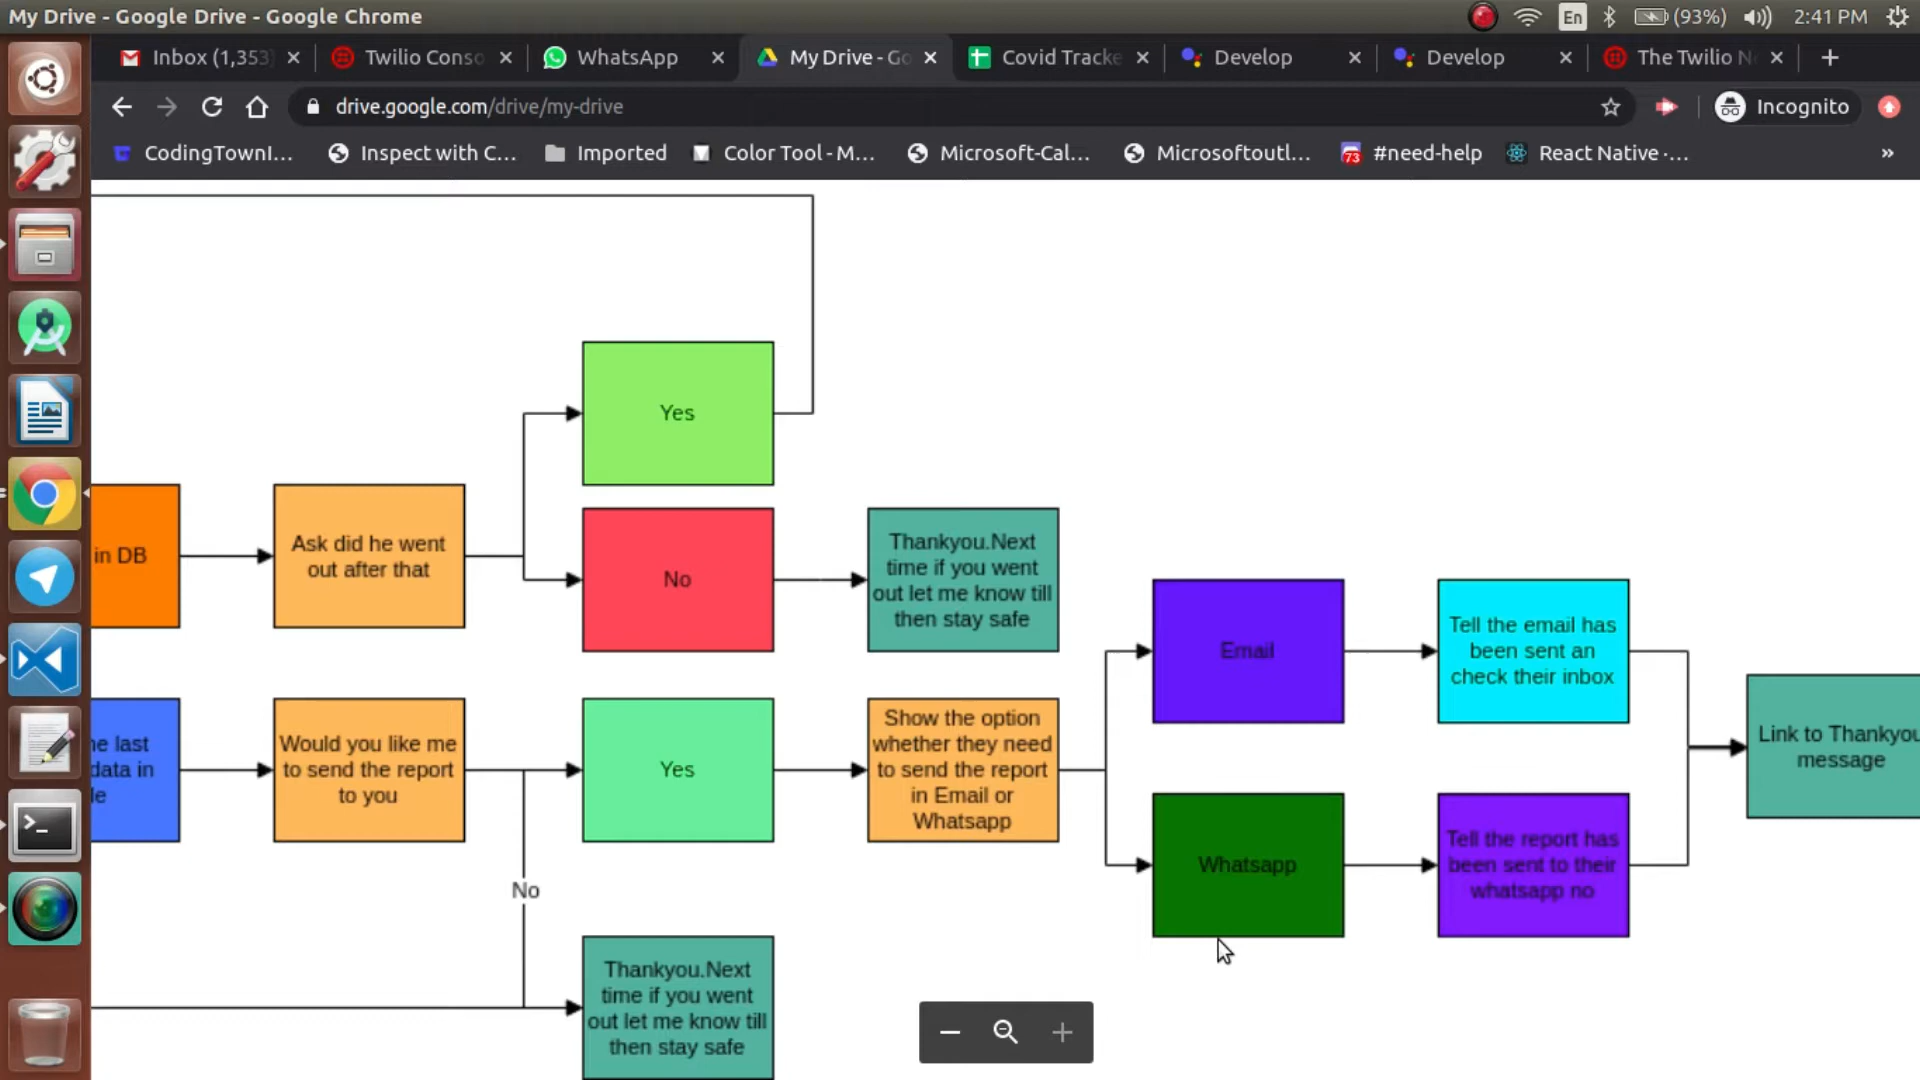 My Drive - Google Drive - Google Chrome
En
(93%)
2:41 PM
Inbox (1,353)
Twilio Conso
WhatsApp
My Drive - Go
Covid Tracke
Develop
Develop
The Twilio N
drive.google.com/drive/my-drive
Incognito
CodingTownI...
Inspect with C...
Imported
Color Tool - M...
Microsoft-Cal...
Microsoftoutl...
73
#need-help
React Native ·...
»
Yes
in DB
Ask did he went
out after that
No
Thankyou.Next
time if you went
out let me know till
then stay safe
Email
Tell the email has
been sent an
check their inbox
he last
data in
le
Would you like me
to send the report
to you
Yes
Show the option
whether they need
to send the report
in Email or
Whatsapp
Link to Thankyou
message
Whatsapp
Tell the report has
been sent to their
whatsapp no
No
Thankyou.Next
time if you went
out let me know till
then stay safe